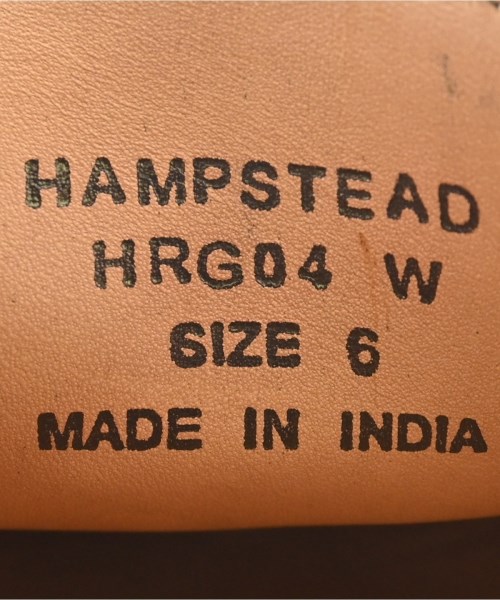 HAMPSTEAD
HRG04 W
SIZE 6
MADE IN INDIA